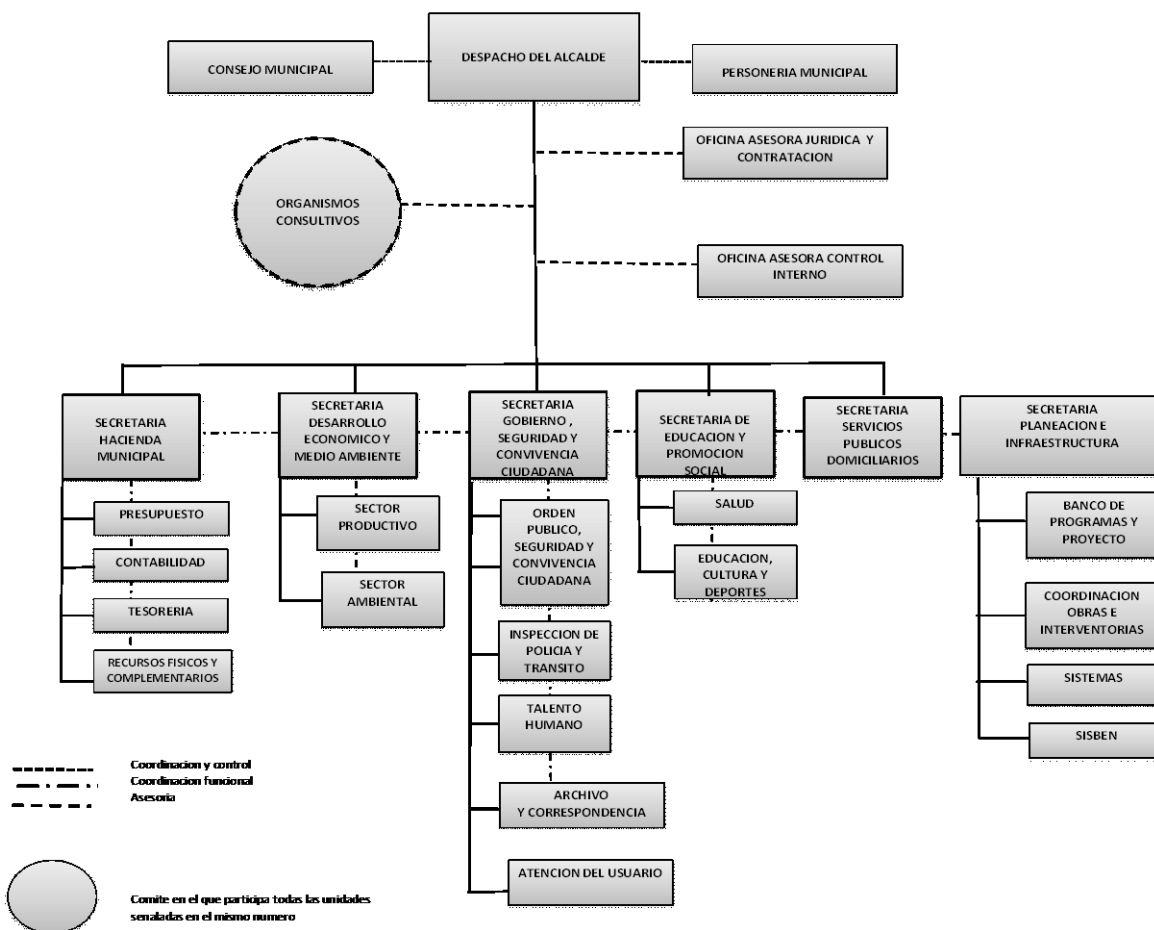 CONSEJO MUNICIPAL
DESPACHO DEL ALCALDE
PERSONERIA MUNICIPAL
OFICINA ASESORA JURIDICA Y
CONTRATACION
ORGANISMOS
CONSULTIVOS
OFICINA ASESORA CONTROL
INTERNO
SECRETARIA
HACIENDA
MUNICIPAL
SECRETARIA
DESARROLLO
ECONOMICO Y
MEDIO AMBIENTE
SECRETARIA
GOBIERNO ,
SEGURIDAD Y
CONVIVENCIA
CIUDADANA
SECRETARIA DE
EDUCACION Y
PROMOCION
SOCIAL
SECRETARIA
SERVICIOS
PUBLICOS
DOMICILIARIOS
SECRETARIA
PLANEACION E
INFRAESTRUCTURA
PRESUPUESTO
CONTABILIDAD
TESORERIA
RECURSOS FISICOS Y
COMPLEMENTARIOS
SECTOR
PRODUCTIVO
SECTOR
AMBIENTAL
ORDEN
PUBLICO,
SEGURIDAD Y
CONVIVENCIA
CIUDADANA
INSPECCION DE
POLICIA Y
TRANSITO
TALENTO
HUMANO
ARCHIVO
Y CORRESPONDENCIA
ATENCION DEL USUARIO
SALUD
EDUCACION,
CULTURA Y
DEPORTES
BANCO DE
PROGRAMAS Y
PROYECTO
COORDINACION
OBRAS E
INTERVENTORIAS
SISTEMAS
SISBEN
Coordinacion y control
Coordinacion funcional
Asesoria
Comite en el que participa todas las unidades
senaladas en el mismo numero